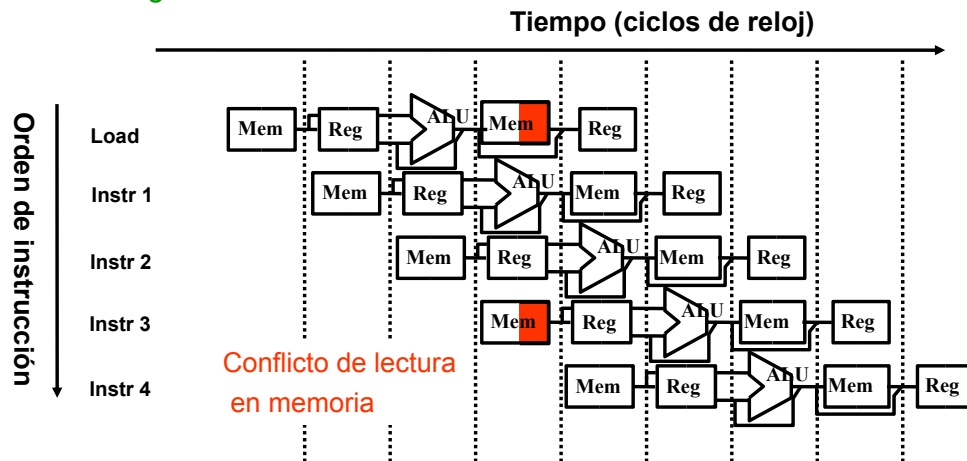 g
Tiempo (ciclos de reloj)
Orden de instrucción
Load
Mem
Reg
ALU
Mem
Reg
Instr 1
Mem
Reg
ALU
Mem
Reg
Instr 2
Mem
Reg
ALU
Mem
Reg
Instr 3
Mem
Reg
ALU
Mem
Reg
Instr 4
Mem
Reg
ALU
Mem
Reg
Conflicto de lectura
en memoria